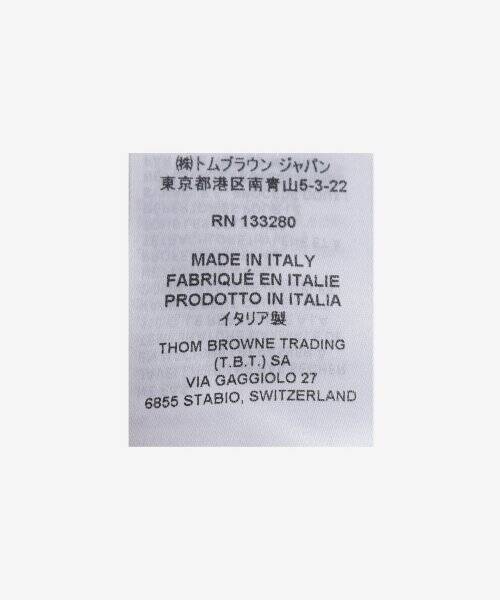 ㈱トムブラウン ジャパン
東京都港区南青山5-3-22
RN 133280
MADE IN ITALY
FABRIQUÉ EN ITALIE
PRODOTTO IN ITALIA
イタリア製
THOM BROWNE TRADING
(T.B.T.) SA
VIA GAGGIOLO 27
6855 STABIO, SWITZERLAND